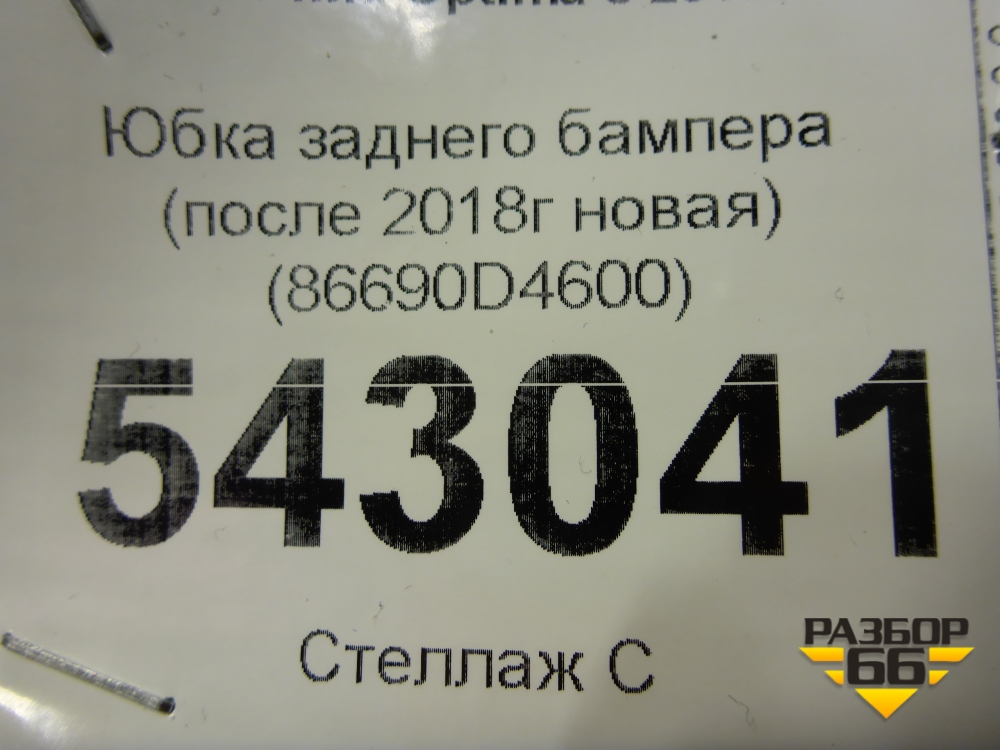 Юбка заднего бампера
(после 2018г новая)
(86690D4600)
543041
Стеллаж С
РАЗБОР
66